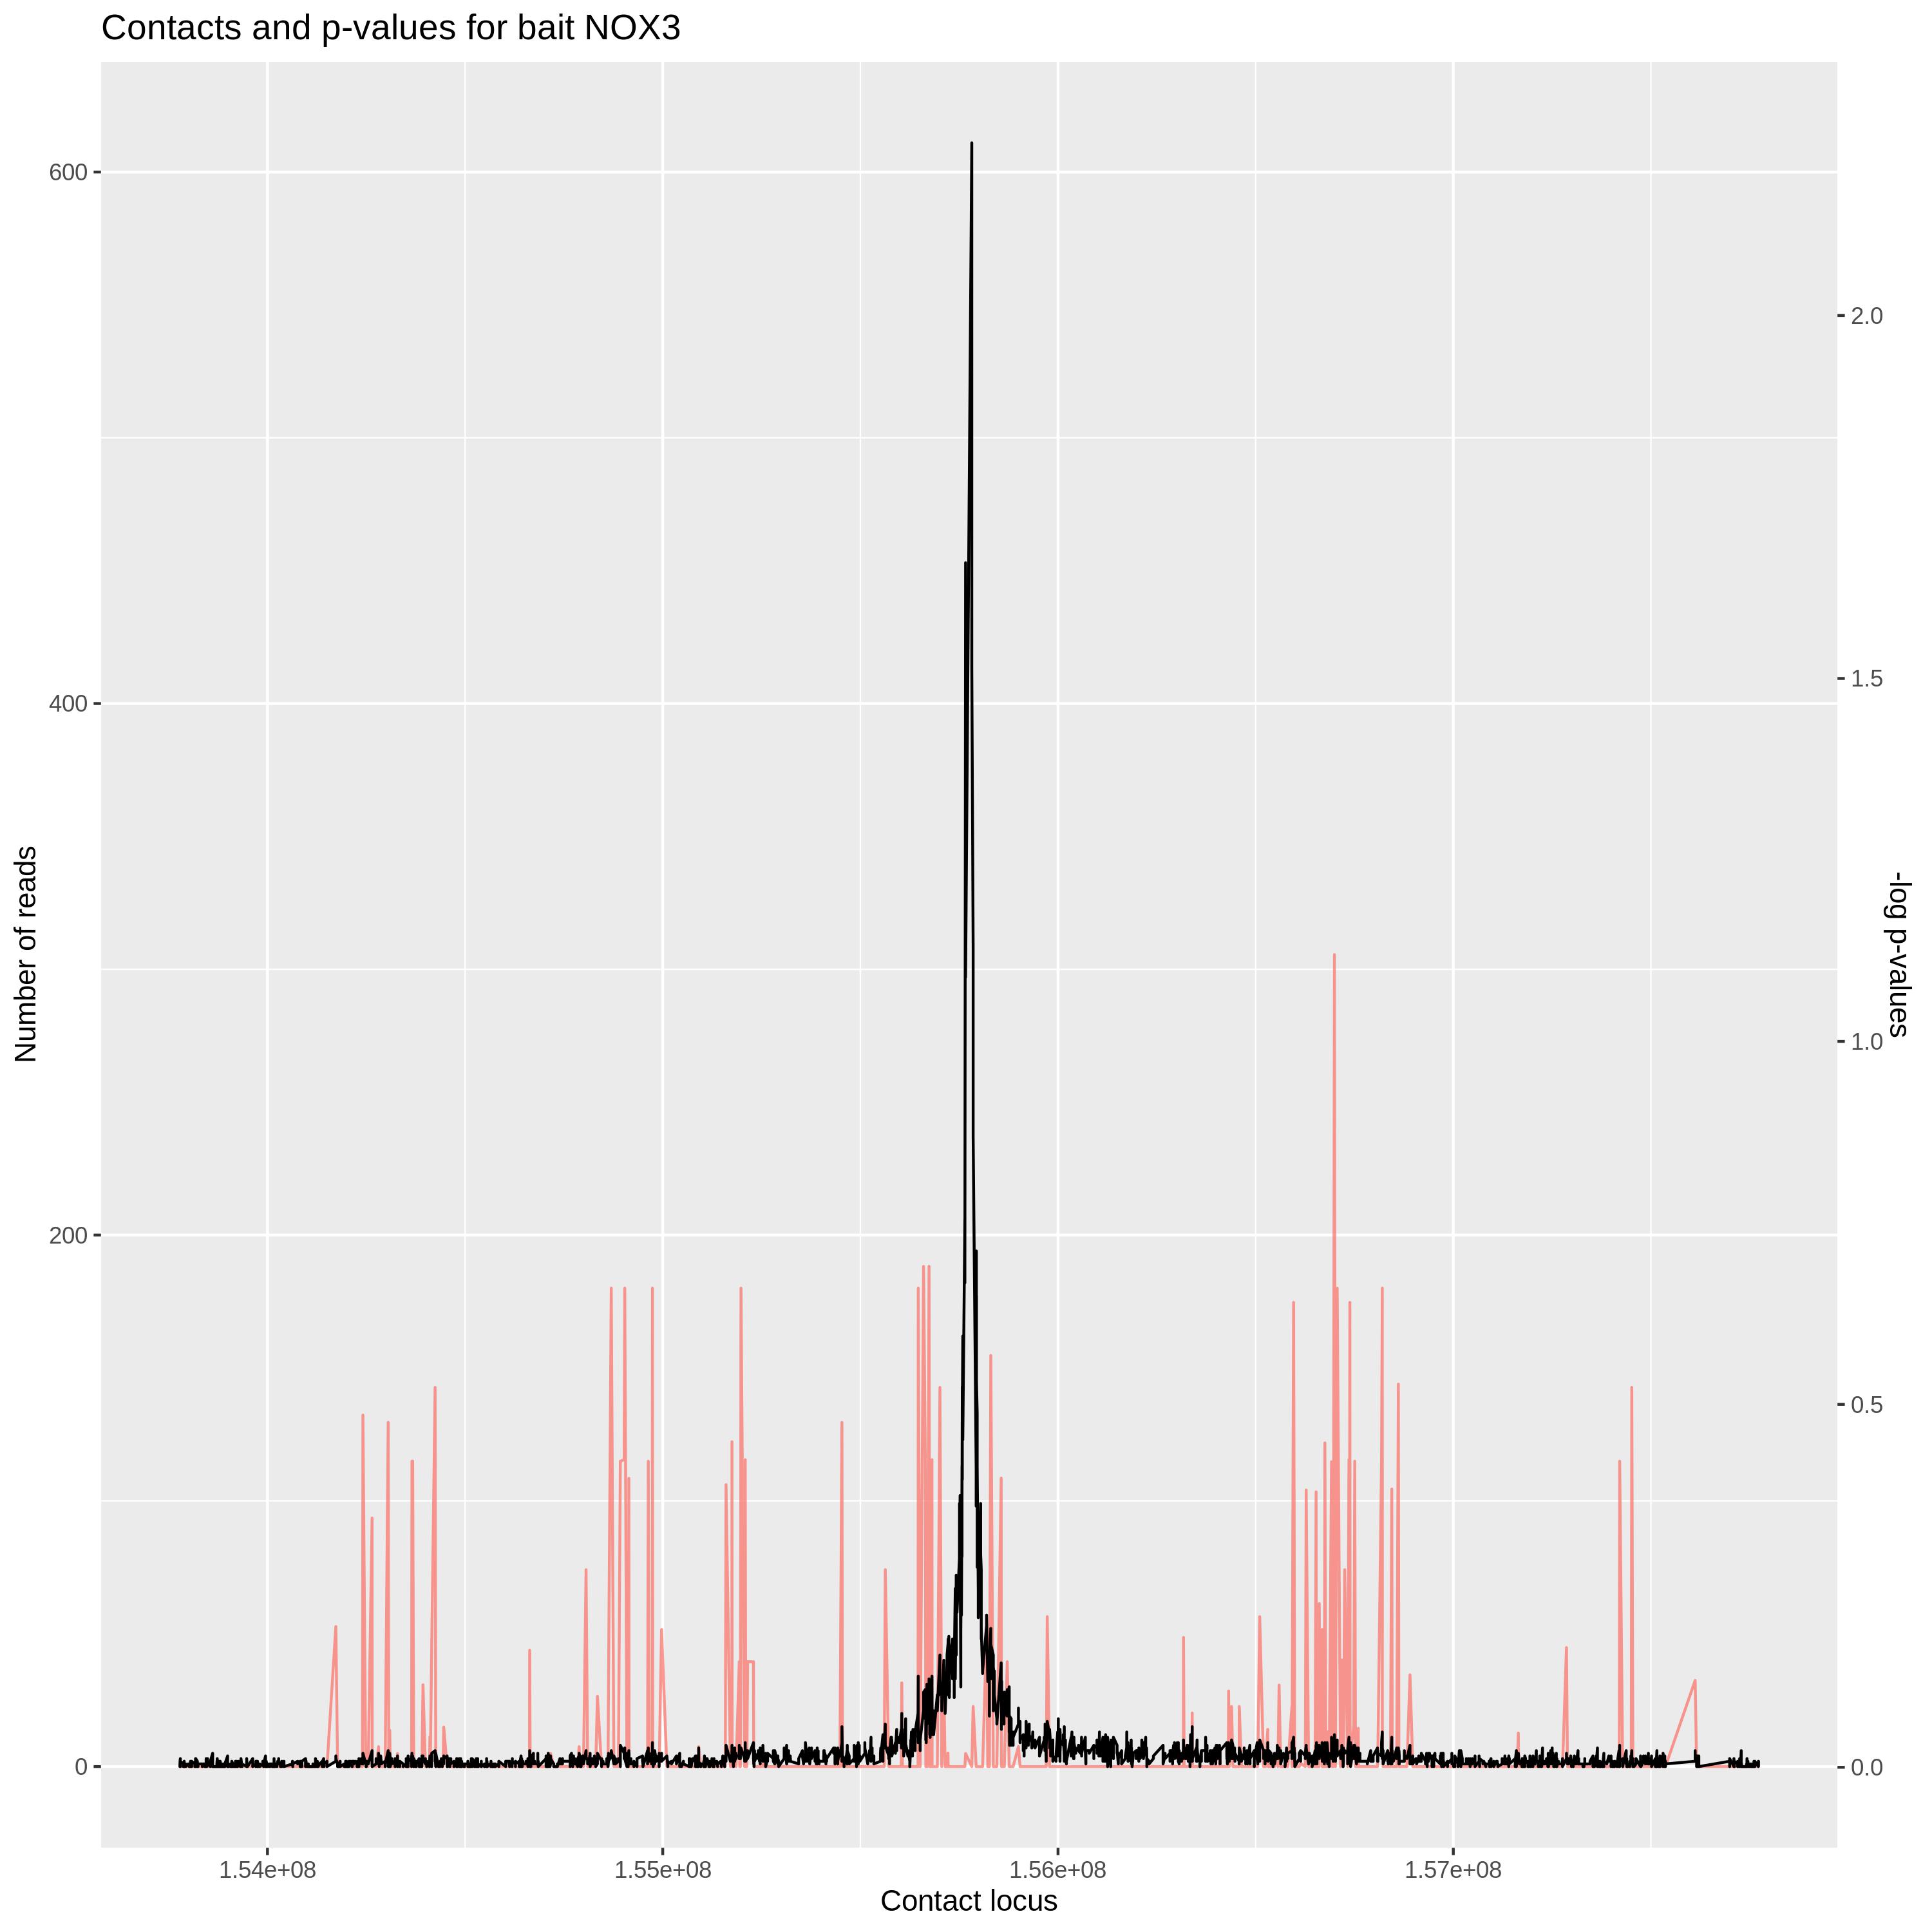 Contacts and p-values for bait NOX3
600
400
200
0
Number of reads
2.0
1.5
1.0
0.5
0.0
-log p-values
1.54e+08
1.55e+08
1.56e+08
1.57e+08
Contact locus